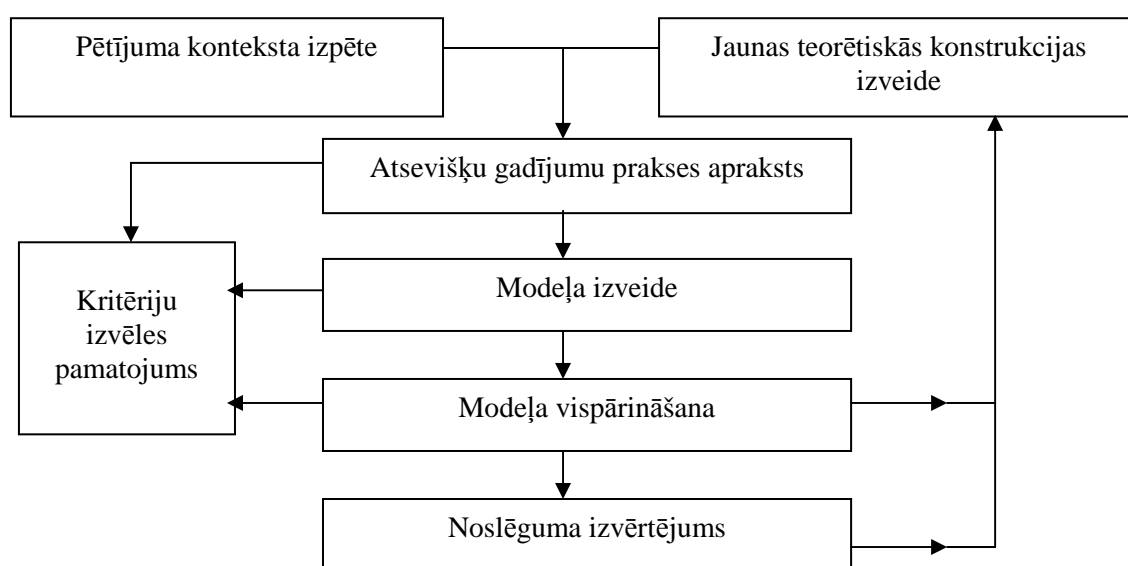 Pētījuma konteksta izpēte
Jaunas teorētiskās konstrukcijas
izveide
Atsevišķu gadījumu prakses apraksts
Kritēriju
izvēles
pamatojums
Modeļa izveide
Modeļa vispārināšana
Noslēguma izvērtējums